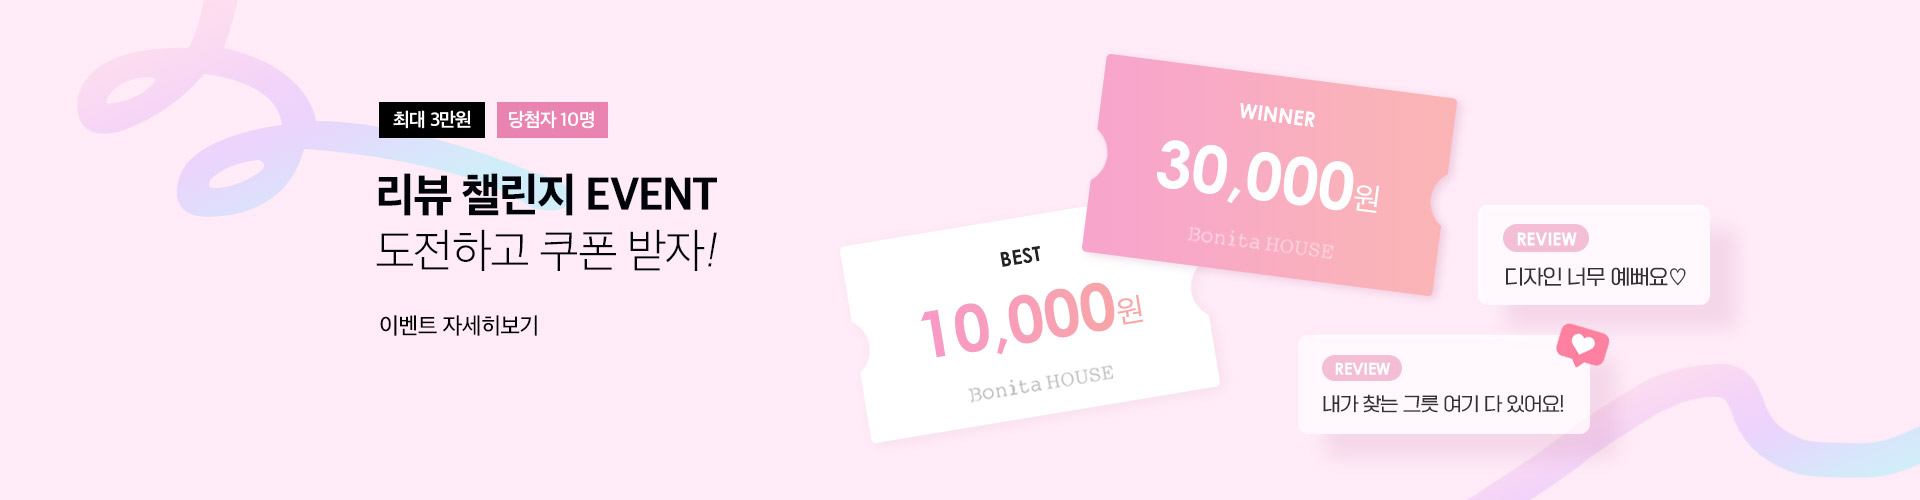 최대 3만원
당첨자 10명
리뷰 챌린지 EVENT
도전하고 쿠폰 받자!
이벤트 자세히보기
BEST
10,000원
Bonita HOUSE
WINNER
30,000원
Bonita HOUSE
REVIEW
디자인 너무 예뻐요♡
REVIEW
내가 찾는 그릇 여기 다 있어요!